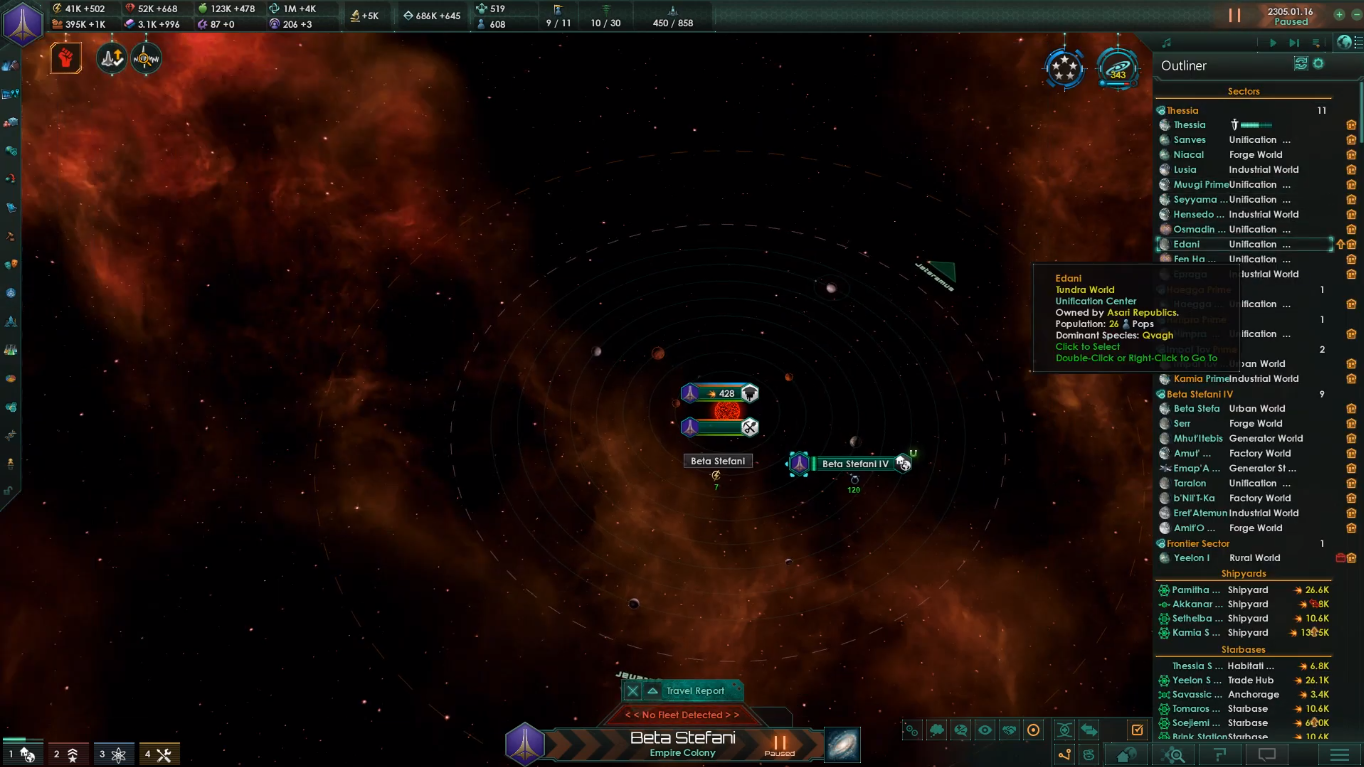 41K +502 52K +668 123K +478 1M +4K +5K 686K +645 519 9 / 11 10 / 30 450 / 858
395K +1K 3.1K +996 87 +0 206 +3 608
2305.01.16
Paused
343
Outliner
Sectors
Thessia 11
Thessia
Sanves Unification ...
Niacal Forge World
Lusia Industrial World
Muugi Prime Unification ...
Seyyama ... Unification ...
Hensedo ... Industrial World
Osmadin ... Unification ...
Edani Unification ...
Fen Ha ... Unification ...
Industrial World
1
Unification ...
1
Unification ...
2
Urban World
Kamia Prime Industrial World
Edani
Tundra World
Unification Center
Owned by Asari Republics.
Population: 26 Pops
Dominant Species: Qvagh
Click to Select
Double-Click or Right-Click to Go To
Beta Stefani IV 9
Beta Stefa Urban World
Serr Forge World
Mhuf'Itebis Generator World
Amuf' ... Factory World
Emap'A ... Generator St ...
Taralon Unification ...
b'Nil'T-Ka Factory World
Eref'Atemun Industrial World
Amif'O ... Forge World
Frontier Sector 1
Yeelon I Rural World
Shipyards
Parnitha ... Shipyard 26.6K
Akkanar ... Shipyard
Sethelba ... Shipyard 10.6K
Kamia S ... Shipyard
Starbases
Thessia S ... Habitati ... 6.8K
Yeelon S ... Trade Hub 26.1K
Savassic ... Anchorage 3.4K
Tomaros ... Starbase 10.6K
Soejiemi ... Starbase
Brink Station Starbase 10.6K
Jateramus
428
Beta Stefani
7
Beta Stefani IV
120
Travel Report
< < No Fleet Detected > >
Beta Stefani
Empire Colony
Paused
1 2 3 4